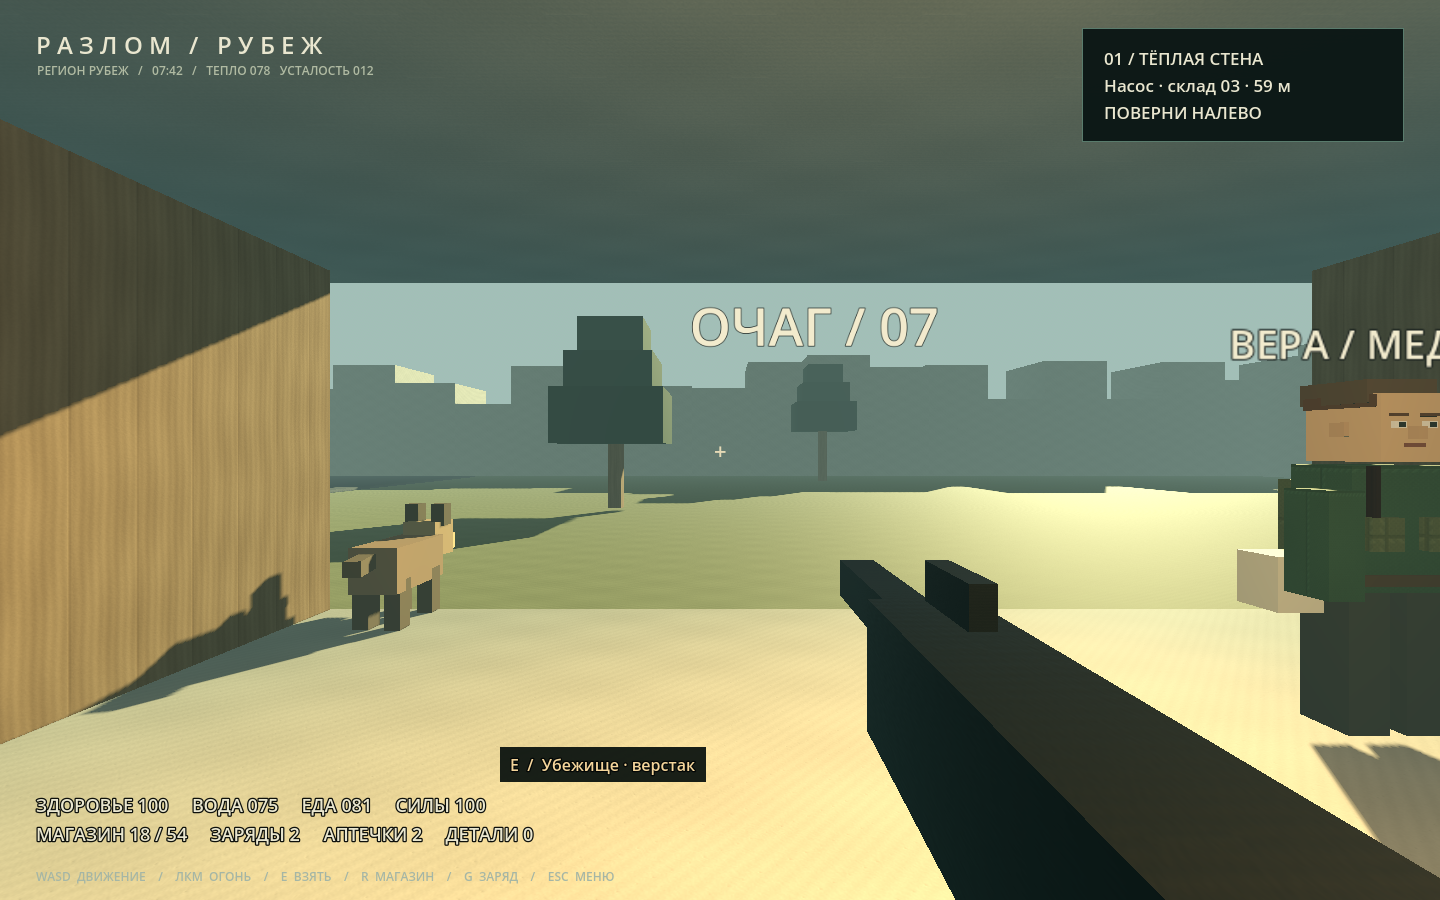 РАЗЛОМ / РУБЕЖ
РЕГИОН РУБЕЖ / 07:42 / ТЕПЛО 078 УСТАЛОСТЬ 012
01 / ТЁПЛАЯ СТЕНА
Насос · склад 03 · 59 м
ПОВЕРНИ НАЛЕВО
ОЧАГ / 07
ВЕРА / МЕД
E / Убежище · верстак
ЗДОРОВЬЕ 100 ВОДА 075 ЕДА 081 СИЛЫ 100
МАГАЗИН 18 / 54 ЗАРЯДЫ 2 АПТЕЧКИ 2 ДЕТАЛИ 0
WASD ДВИЖЕНИЕ / ЛКМ ОГОНЬ / E ВЗЯТЬ / R МАГАЗИН / G ЗАРЯД / ESC МЕНЮ